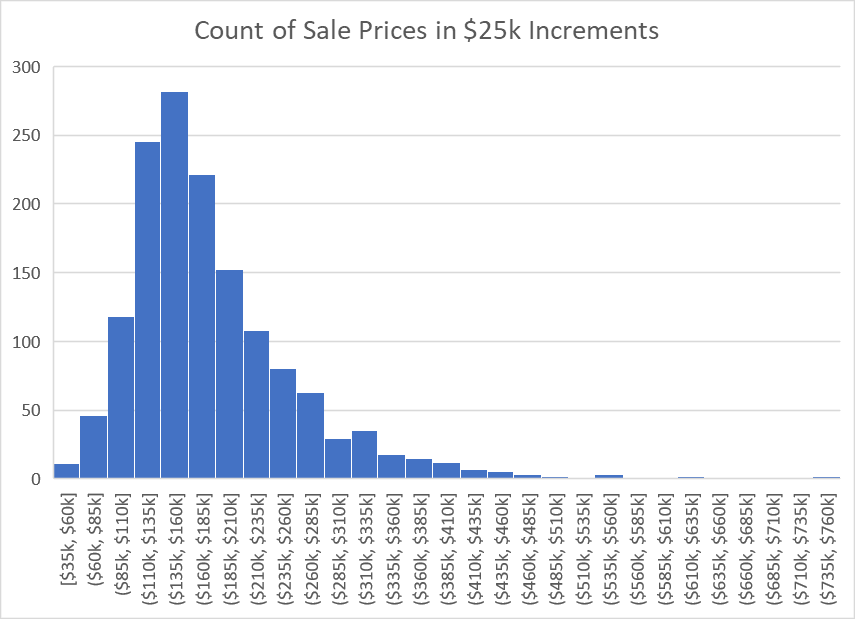 Count of Sale Prices in $25k Increments
300
250
200
150
100
50
0
[$35k, $60K]
($60k, $85k]
($85k, $110k]
($110k, $135k]
($135k, $160k]
($160k, $185k]
($185k, $210k]
($210k, $235k]
($235k, $260k]
($260k, $285k]
($285k, $310k]
($310k, $335k]
($335k, $360k]
($360k, $385k]
($385k, $410k]
($410k, $435k]
($435k, $460k]
($460k, $485k]
($485k, $510k]
($510k, $535k]
($535k, $560k]
($560k, $585k]
($585k, $610k]
($610k, $635k]
($635k, $660k]
($660k, $685k]
($685k, $710k]
($710k, $735k]
($735k, $760k]